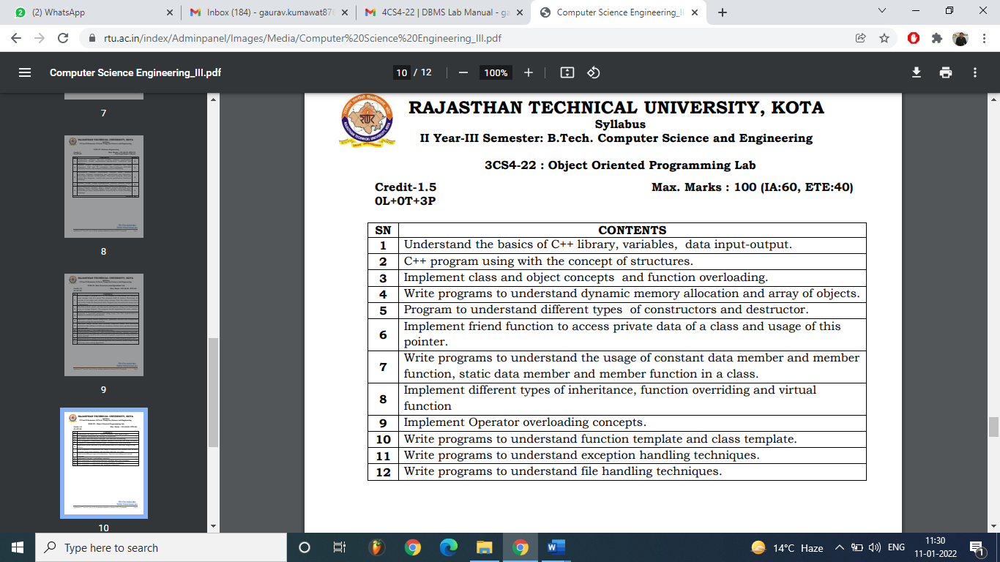 (2) WhatsApp
Inbox (184) - gaurav.kumawat87
4CS4-22 | DBMS Lab Manual - ga
Computer Science Engineering_II
rtu.ac.in/index/Adminpanel/Images/Media/Computer%20Science%20Engineering_III.pdf
Computer Science Engineering_III.pdf
10 / 12
100%
7
8
9
10
RAJASTHAN TECHNICAL UNIVERSITY, KOTA
Syllabus
II Year-III Semester: B.Tech. Computer Science and Engineering
3CS4-22 : Object Oriented Programming Lab
Credit-1.5 Max. Marks : 100 (IA:60, ETE:40)
0L+0T+3P
SN CONTENTS
1 Understand the basics of C++ library, variables, data input-output.
2 C++ program using with the concept of structures.
3 Implement class and object concepts and function overloading.
4 Write programs to understand dynamic memory allocation and array of objects.
5 Program to understand different types of constructors and destructor.
6 Implement friend function to access private data of a class and usage of this
pointer.
7 Write programs to understand the usage of constant data member and member
function, static data member and member function in a class.
8 Implement different types of inheritance, function overriding and virtual
function
9 Implement Operator overloading concepts.
10 Write programs to understand function template and class template.
11 Write programs to understand exception handling techniques.
12 Write programs to understand file handling techniques.
Type here to search
14°C Haze
ENG
11:30
11-01-2022
1